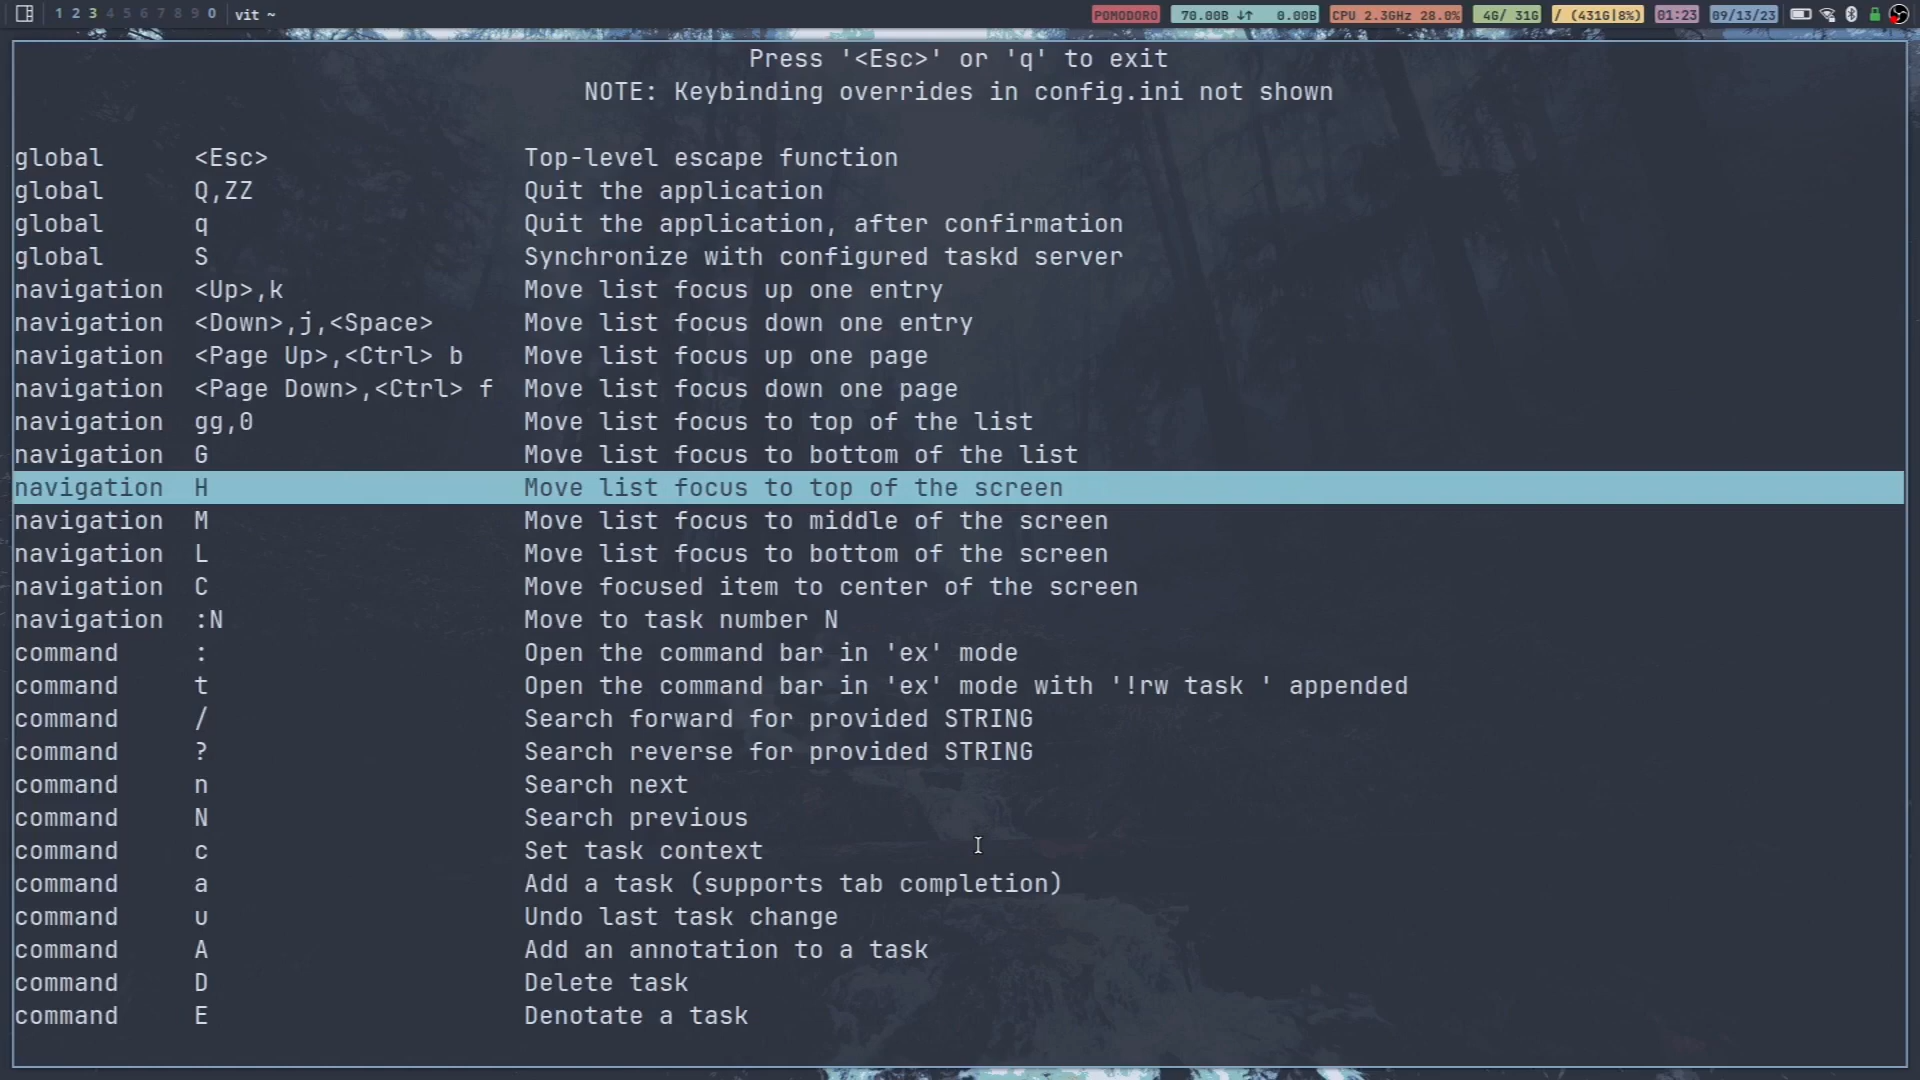 1 2 3 4 5 6 7 8 9 0 vit ~ POMODORO 70.00B ↓↑ 0.00B CPU 2.3GHz 28.0% 4G/ 31G / (431G|8%) 01:23 09/13/23
Press '<Esc>' or 'q' to exit
NOTE: Keybinding overrides in config.ini not shown
global <Esc> Top-level escape function
global Q,ZZ Quit the application
global q Quit the application, after confirmation
global S Synchronize with configured taskd server
navigation <Up>,k Move list focus up one entry
navigation <Down>,j,<Space> Move list focus down one entry
navigation <Page Up>,<Ctrl> b Move list focus up one page
navigation <Page Down>,<Ctrl> f Move list focus down one page
navigation gg,0 Move list focus to top of the list
navigation G Move list focus to bottom of the list
navigation H Move list focus to top of the screen
navigation M Move list focus to middle of the screen
navigation L Move list focus to bottom of the screen
navigation C Move focused item to center of the screen
navigation :N Move to task number N
command : Open the command bar in 'ex' mode
command t Open the command bar in 'ex' mode with '!rw task ' appended
command / Search forward for provided STRING
command ? Search reverse for provided STRING
command n Search next
command N Search previous
command c Set task context
command a Add a task (supports tab completion)
command u Undo last task change
command A Add an annotation to a task
command D Delete task
command E Denotate a task